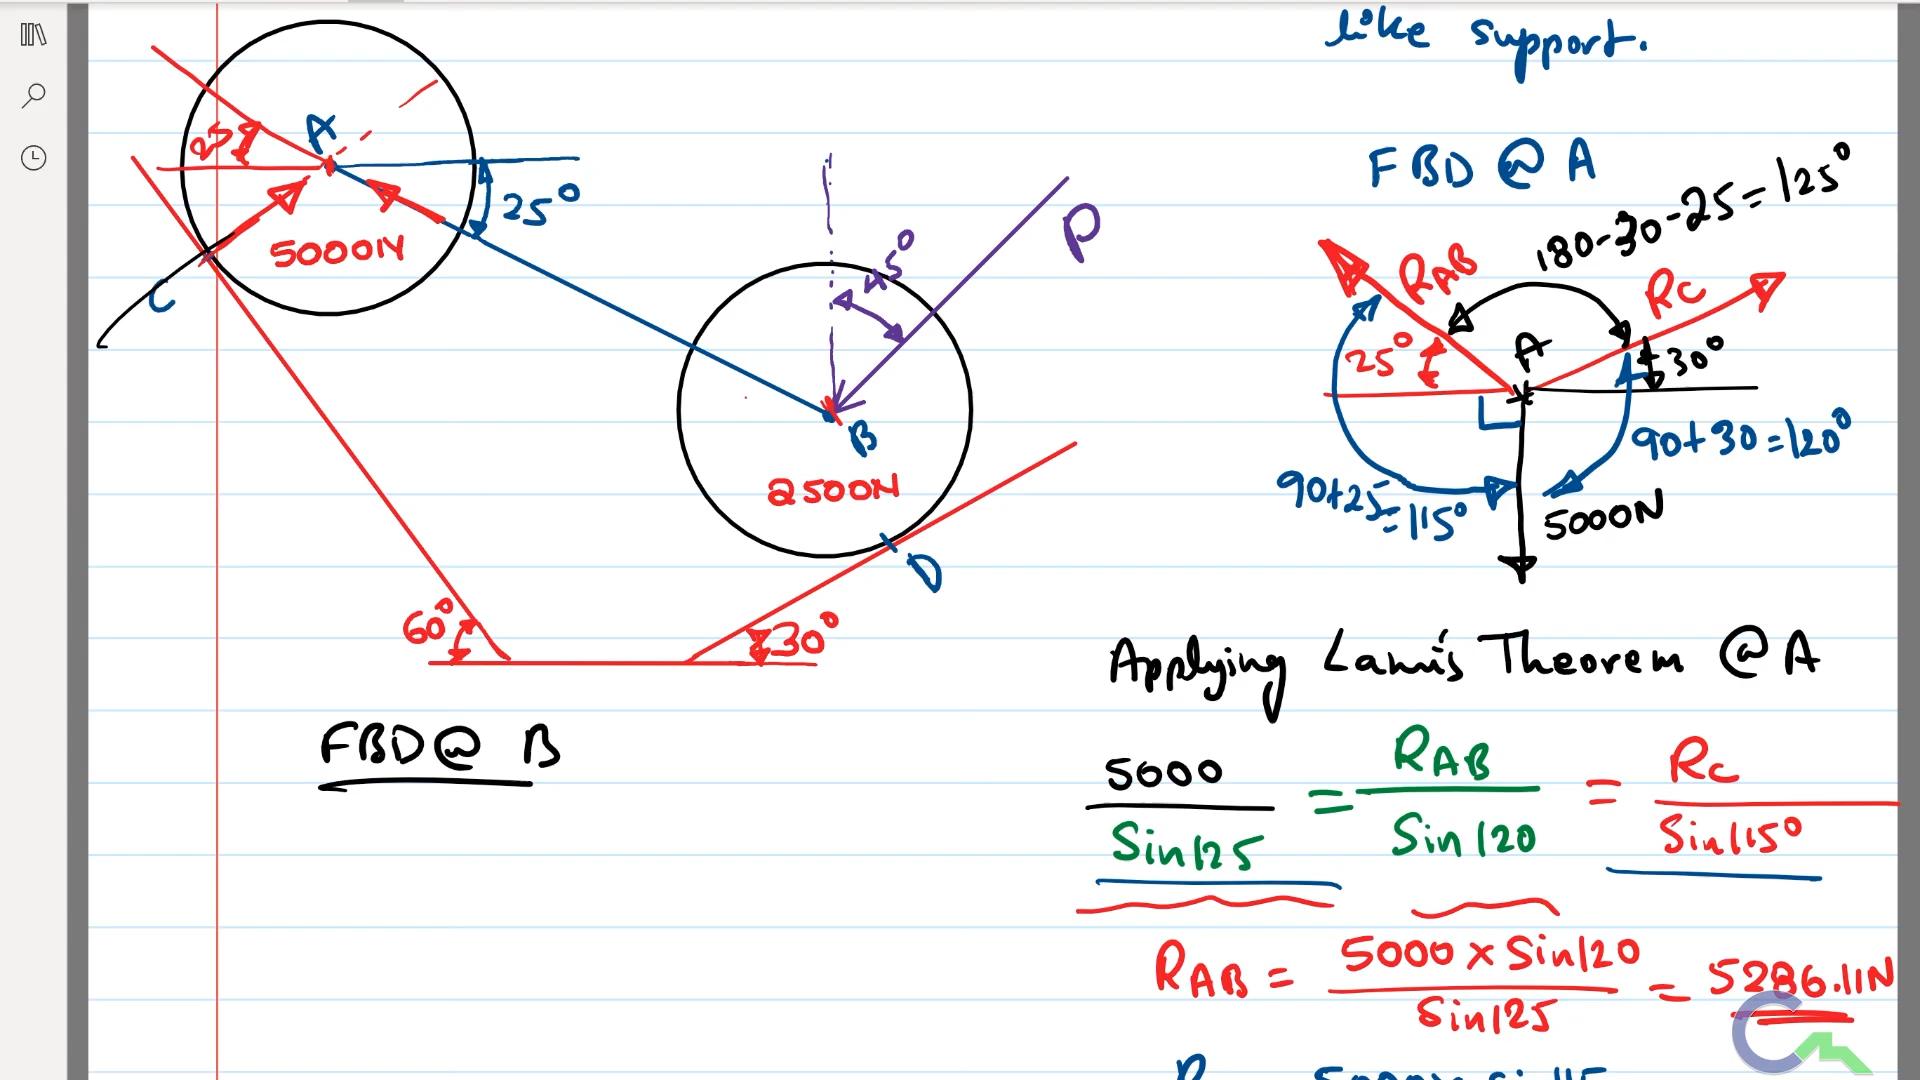 like support.
A
25
25°
5000N
C
45°
P
B
2500N
D
60°
30°
FBD @ A
180-30-25=125°
RAB
RC
25°
A
30°
90+30=120°
90+25=115°
5000N
Applying Lami's Theorem @ A
FBD@ B
5000/Sin125 = RAB/Sin120 = RC/Sin115°
RAB = 5000 x Sin120/Sin125 = 5286.11N